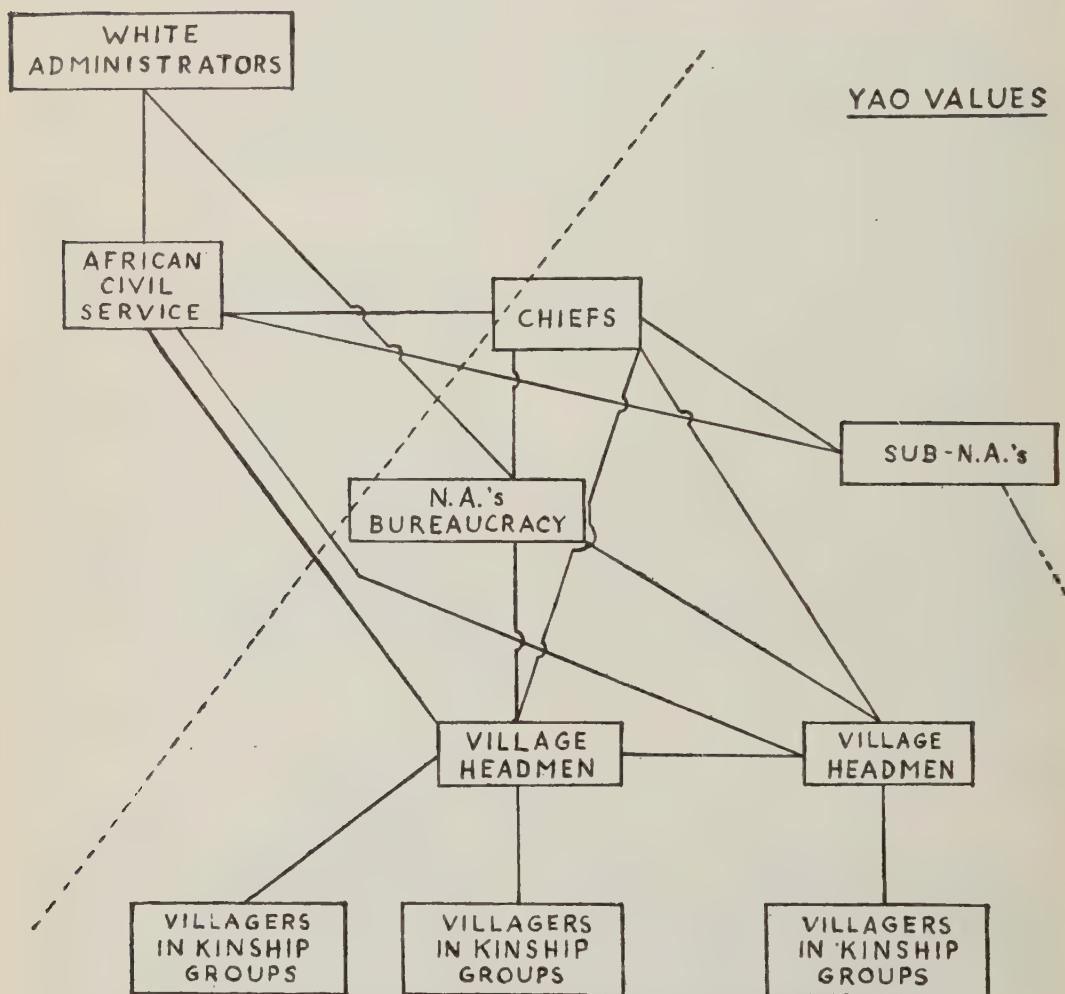 WHITE
ADMINISTRATORS
YAO VALUES
AFRICAN
CIVIL
SERVICE
CHIEFS
SUB-N.A.'s
N.A.'s
BUREAUCRACY
VILLAGE
HEADMEN
VILLAGE
HEADMEN
VILLAGERS
IN KINSHIP
GROUPS
VILLAGERS
IN KINSHIP
GROUPS
VILLAGERS
IN KINSHIP
GROUPS